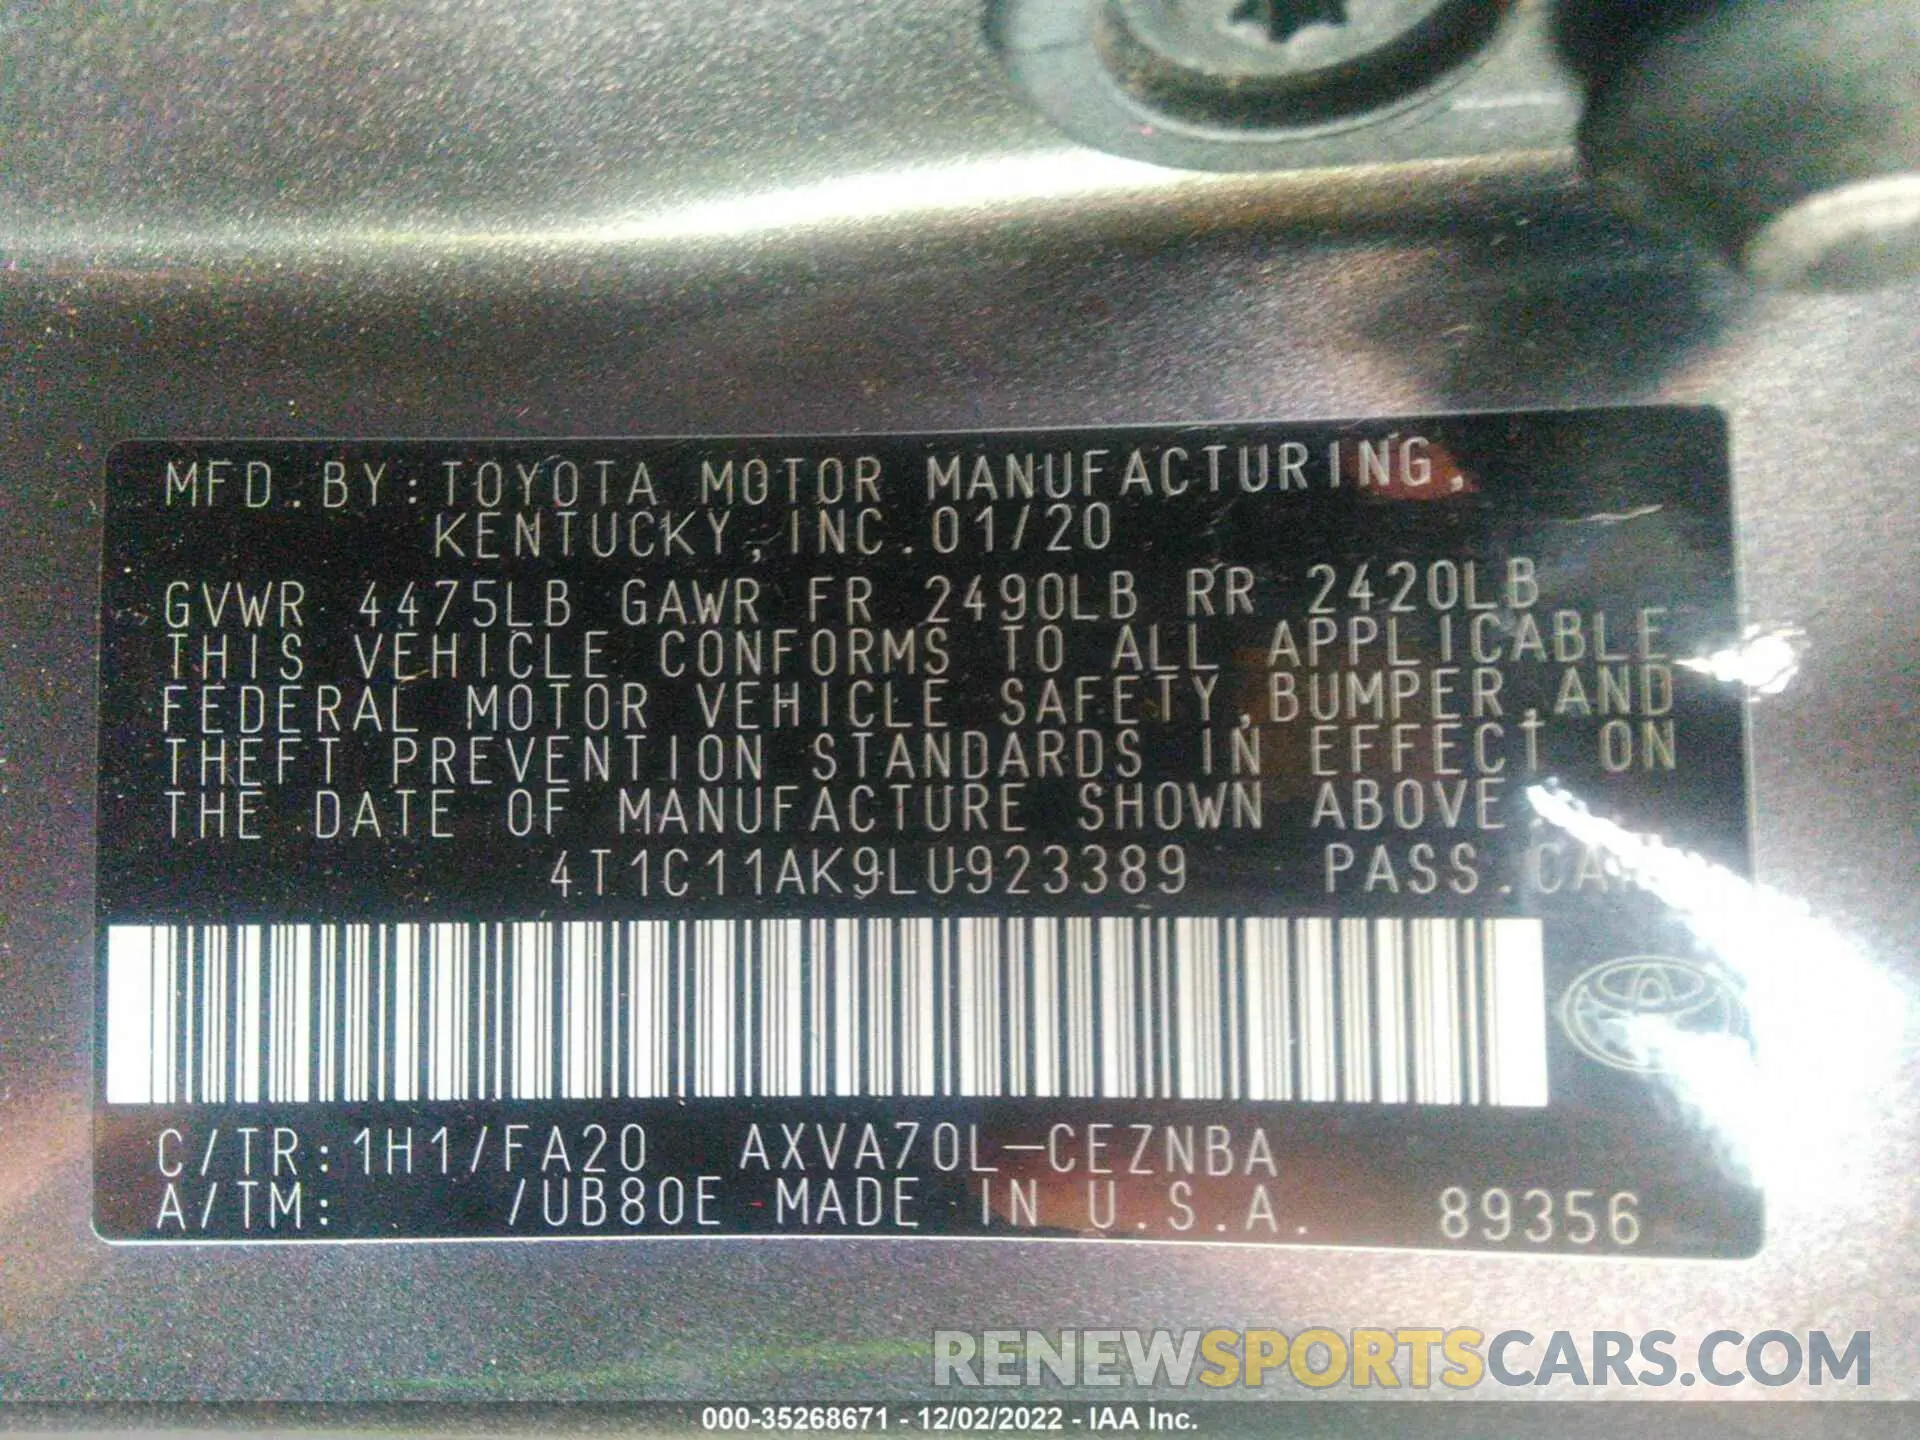 MFD.BY:TOYOTA MOTOR MANUFACTURING,
KENTUCKY,INC.01/20
GVWR 4475LB GAWR FR 2490LB RR 2420LB
THIS VEHICLE CONFORMS TO ALL APPLICABLE
FEDERAL MOTOR VEHICLE SAFETY,BUMPER,AND
THEFT PREVENTION STANDARDS IN EFFECT ON
THE DATE OF MANUFACTURE SHOWN ABOVE.
4T1C11AK9LU923389 PASS.CAR
C/TR:1H1/FA20 AXVA70L-CEZNBA
A/TM: /UB80E MADE IN U.S.A. 89356
RENEWSPORTSCARS.COM
000-35268671 - 12/02/2022 - IAA Inc.